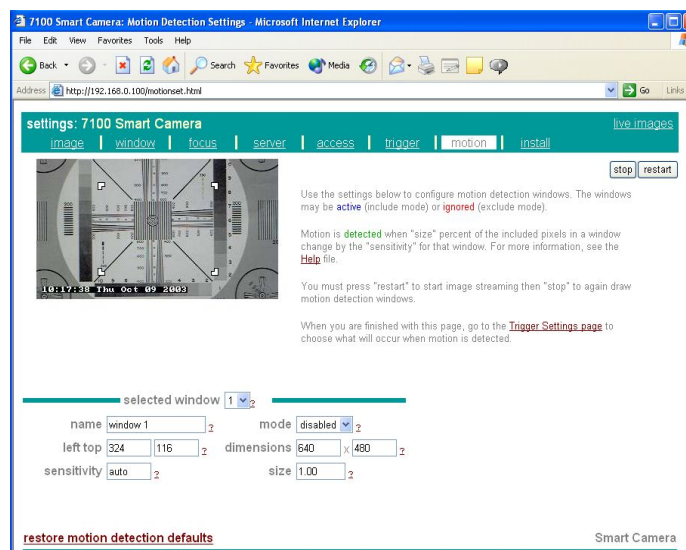 7100 Smart Camera: Motion Detection Settings - Microsoft Internet Explorer
File Edit View Favorites Tools Help
Back Search Favorites Media
Address http://192.168.0.100/motionset.html Go Links
settings: 7100 Smart Camera live images
image window focus server access trigger motion install
stop restart
Use the settings below to configure motion detection windows. The windows
may be active (include mode) or ignored (exclude mode).
Motion is detected when "size" percent of the included pixels in a window
change by the "sensitivity" for that window. For more information, see the
Help file.
You must press "restart" to start image streaming then "stop" to again draw
motion detection windows.
When you are finished with this page, go to the Trigger Settings page to
choose what will occur when motion is detected.
10:17:38 Thu Oct 09 2003
selected window 1 ?
name window 1 ? mode disabled ?
left top 324 116 ? dimensions 640 x 480 ?
sensitivity auto ? size 1.00 ?
restore motion detection defaults Smart Camera